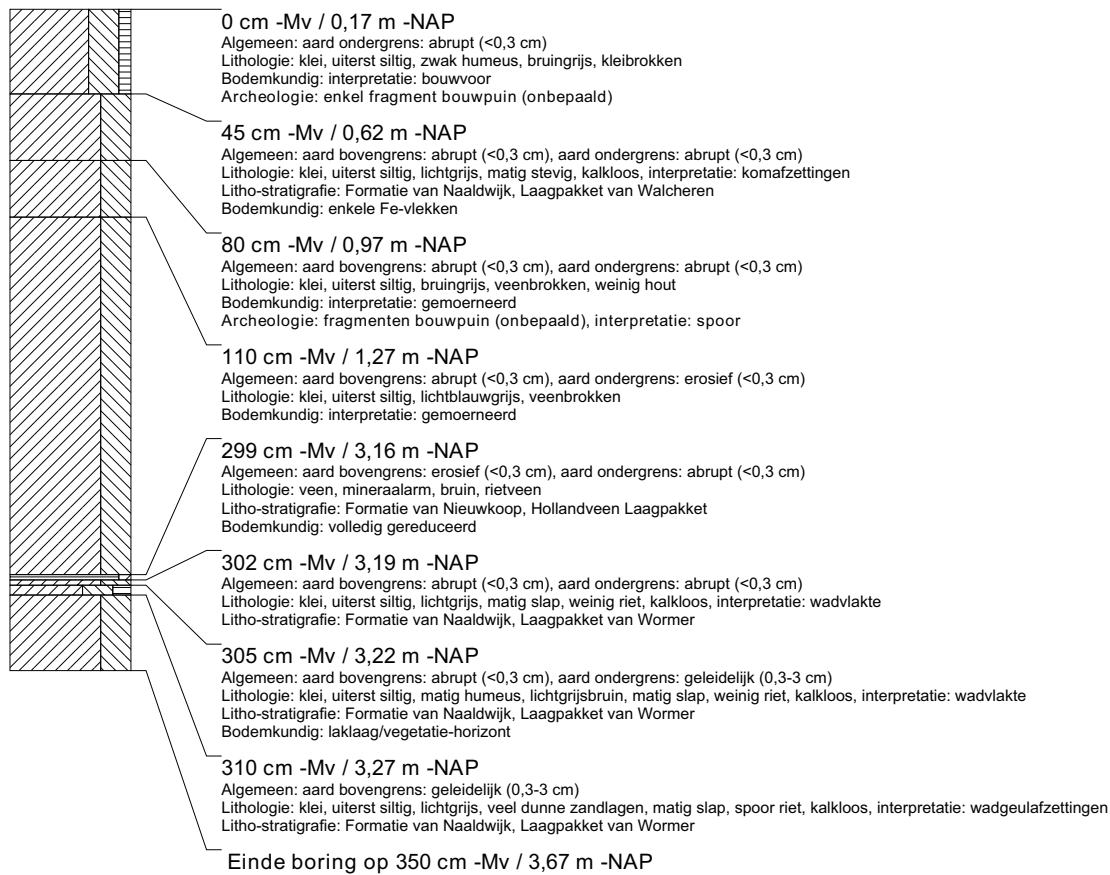 0 cm -Mv / 0,17 m -NAP
Algemeen: aard ondergrens: abrupt (<0,3 cm)
Lithologie: klei, uiterst siltig, zwak humeus, bruingrijs, kleibrokken
Bodemkundig: interpretatie: bouwvoor
Archeologie: enkel fragment bouwpuin (onbepaald)
45 cm -Mv / 0,62 m -NAP
Algemeen: aard bovengrens: abrupt (<0,3 cm), aard ondergrens: abrupt (<0,3 cm)
Lithologie: klei, uiterst siltig, lichtgrijs, matig stevig, kalkloos, interpretatie: komafzettingen
Litho-stratigrafie: Formatie van Naaldwijk, Laagpakket van Walcheren
Bodemkundig: enkele Fe-vlekken
80 cm -Mv / 0,97 m -NAP
Algemeen: aard bovengrens: abrupt (<0,3 cm), aard ondergrens: abrupt (<0,3 cm)
Lithologie: klei, uiterst siltig, bruingrijs, veenbrokken, weinig hout
Bodemkundig: interpretatie: gemoerneerd
Archeologie: fragmenten bouwpuin (onbepaald), interpretatie: spoor
110 cm -Mv / 1,27 m -NAP
Algemeen: aard bovengrens: abrupt (<0,3 cm), aard ondergrens: erosief (<0,3 cm)
Lithologie: klei, uiterst siltig, lichtblauwgrijs, veenbrokken
Bodemkundig: interpretatie: gemoerneerd
299 cm -Mv / 3,16 m -NAP
Algemeen: aard bovengrens: erosief (<0,3 cm), aard ondergrens: abrupt (<0,3 cm)
Lithologie: veen, mineraalarm, bruin, rietveen
Litho-stratigrafie: Formatie van Nieuwkoop, Hollandveen Laagpakket
Bodemkundig: volledig gereduceerd
302 cm -Mv / 3,19 m -NAP
Algemeen: aard bovengrens: abrupt (<0,3 cm), aard ondergrens: abrupt (<0,3 cm)
Lithologie: klei, uiterst siltig, lichtgrijs, matig slap, weinig riet, kalkloos, interpretatie: wadvlakte
Litho-stratigrafie: Formatie van Naaldwijk, Laagpakket van Wormer
305 cm -Mv / 3,22 m -NAP
Algemeen: aard bovengrens: abrupt (<0,3 cm), aard ondergrens: geleidelijk (0,3-3 cm)
Lithologie: klei, uiterst siltig, matig humeus, lichtgrijsbruin, matig slap, weinig riet, kalkloos, interpretatie: wadvlakte
Litho-stratigrafie: Formatie van Naaldwijk, Laagpakket van Wormer
Bodemkundig: laklaag/vegetatie-horizont
310 cm -Mv / 3,27 m -NAP
Algemeen: aard bovengrens: geleidelijk (0,3-3 cm)
Lithologie: klei, uiterst siltig, lichtgrijs, veel dunne zandlagen, matig slap, spoor riet, kalkloos, interpretatie: wadgeulafzettingen
Litho-stratigrafie: Formatie van Naaldwijk, Laagpakket van Wormer
Einde boring op 350 cm -Mv / 3,67 m -NAP